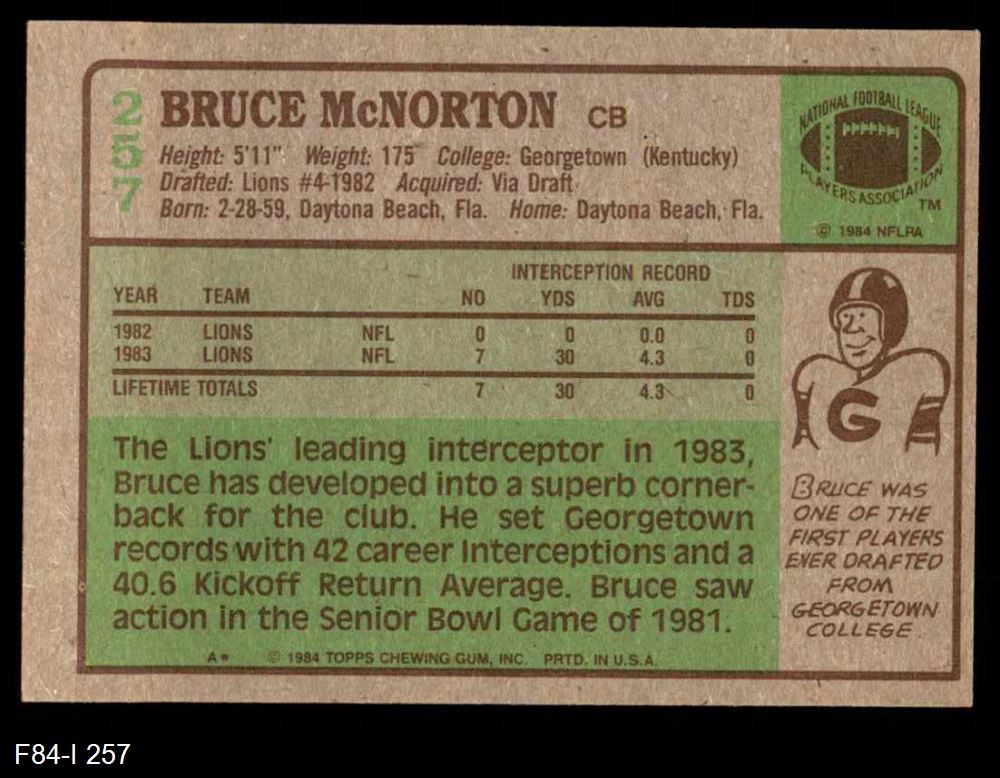 257
BRUCE McNORTON CB
Height: 5'11" Weight: 175 College: Georgetown (Kentucky)
Drafted: Lions #4-1982 Acquired: Via Draft
Born: 2-28-59, Daytona Beach, Fla. Home: Daytona Beach, Fla.
NATIONAL FOOTBALL LEAGUE
PLAYERS ASSOCIATION
TM
© 1984 NFLPA
INTERCEPTION RECORD
YEAR TEAM NO YDS AVG TDS
1982 LIONS NFL 0 0 0.0 0
1983 LIONS NFL 7 30 4.3 0
LIFETIME TOTALS 7 30 4.3 0
The Lions' leading interceptor in 1983,
Bruce has developed into a superb corner-
back for the club. He set Georgetown
records with 42 career Interceptions and a
40.6 Kickoff Return Average. Bruce saw
action in the Senior Bowl Game of 1981.
A* © 1984 TOPPS CHEWING GUM, INC. PRTD. IN U.S.A.
G
BRUCE WAS
ONE OF THE
FIRST PLAYERS
EVER DRAFTED
FROM
GEORGETOWN
COLLEGE.
F84-I 257